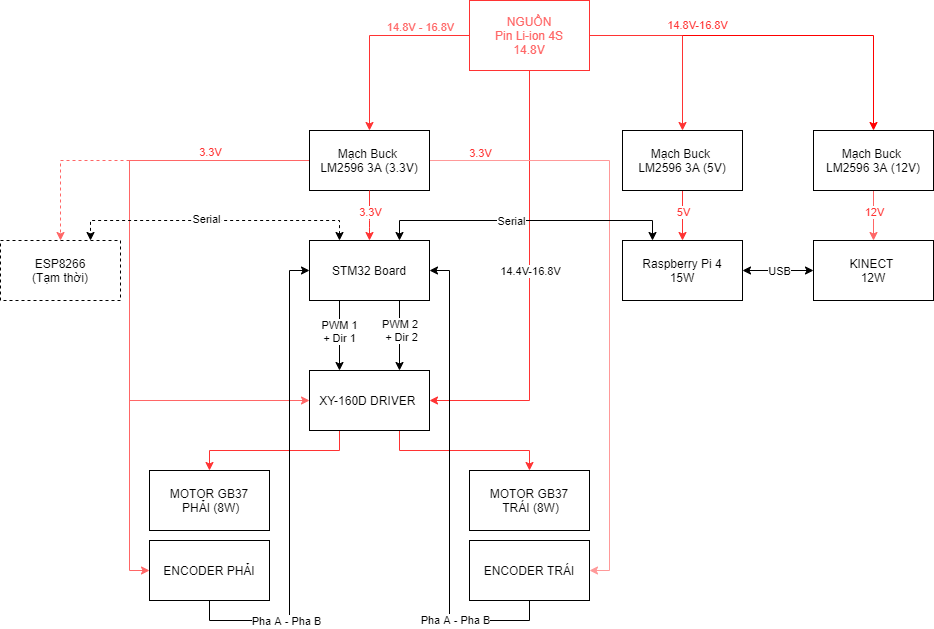 NGUỒN
Pin Li-ion 4S
14.8V
14.8V - 16.8V
14.8V-16.8V
Mạch Buck
LM2596 3A (3.3V)
Mạch Buck
LM2596 3A (5V)
Mạch Buck
LM2596 3A (12V)
3.3V
3.3V
3.3V
5V
12V
Serial
Serial
ESP8266
(Tạm thời)
STM32 Board
14.4V-16.8V
Raspberry Pi 4
15W
USB
KINECT
12W
PWM 1
+ Dir 1
PWM 2
+ Dir 2
XY-160D DRIVER
MOTOR GB37
PHẢI (8W)
MOTOR GB37
TRÁI (8W)
ENCODER PHẢI
ENCODER TRÁI
Pha A - Pha B
Pha A - Pha B